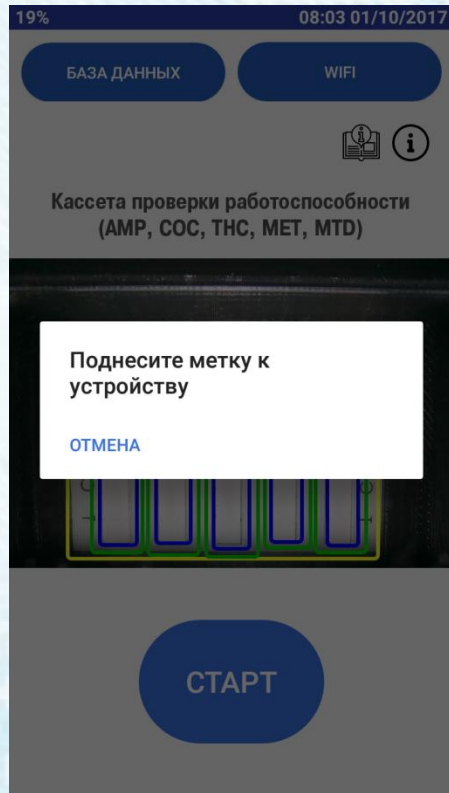 19% 08:03 01/10/2017
БАЗА ДАННЫХ WIFI
Кассета проверки работоспособности
(AMP, COC, THC, MET, MTD)
Поднесите метку к
устройству
ОТМЕНА
СТАРТ